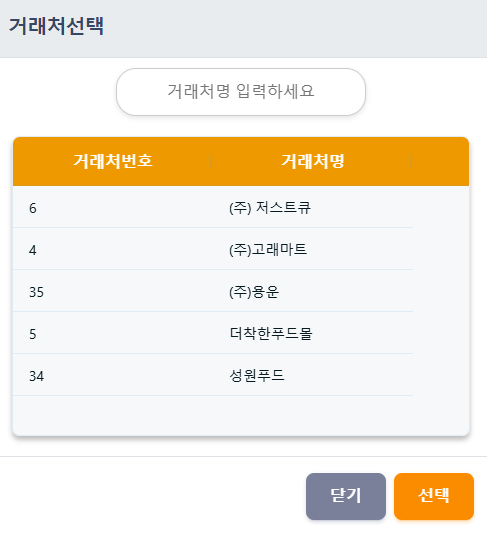 거래처선택
거래처명 입력하세요
거래처번호 거래처명
6 (주) 저스트큐
4 (주)고래마트
35 (주)용운
5 더착한푸드몰
34 성원푸드
닫기 선택